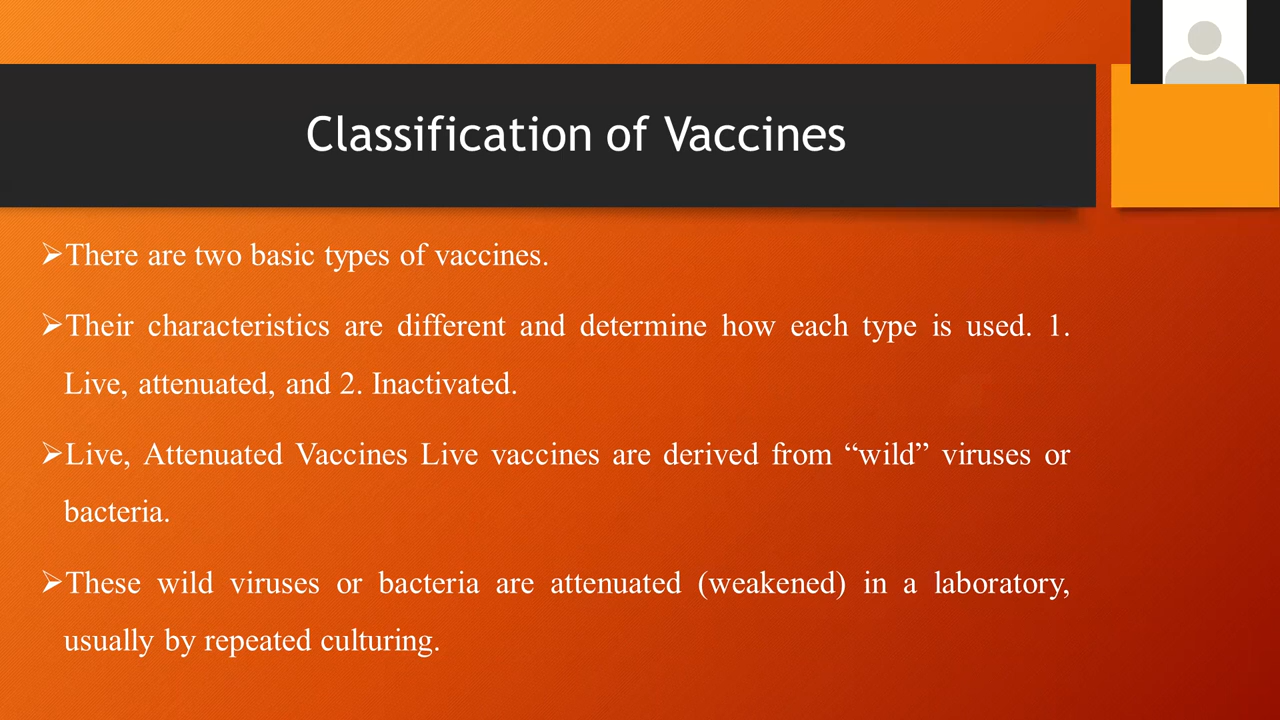 Classification of Vaccines
➢There are two basic types of vaccines.
➢Their characteristics are different and determine how each type is used. 1.
Live, attenuated, and 2. Inactivated.
➢Live, Attenuated Vaccines Live vaccines are derived from “wild” viruses or
bacteria.
➢These wild viruses or bacteria are attenuated (weakened) in a laboratory,
usually by repeated culturing.